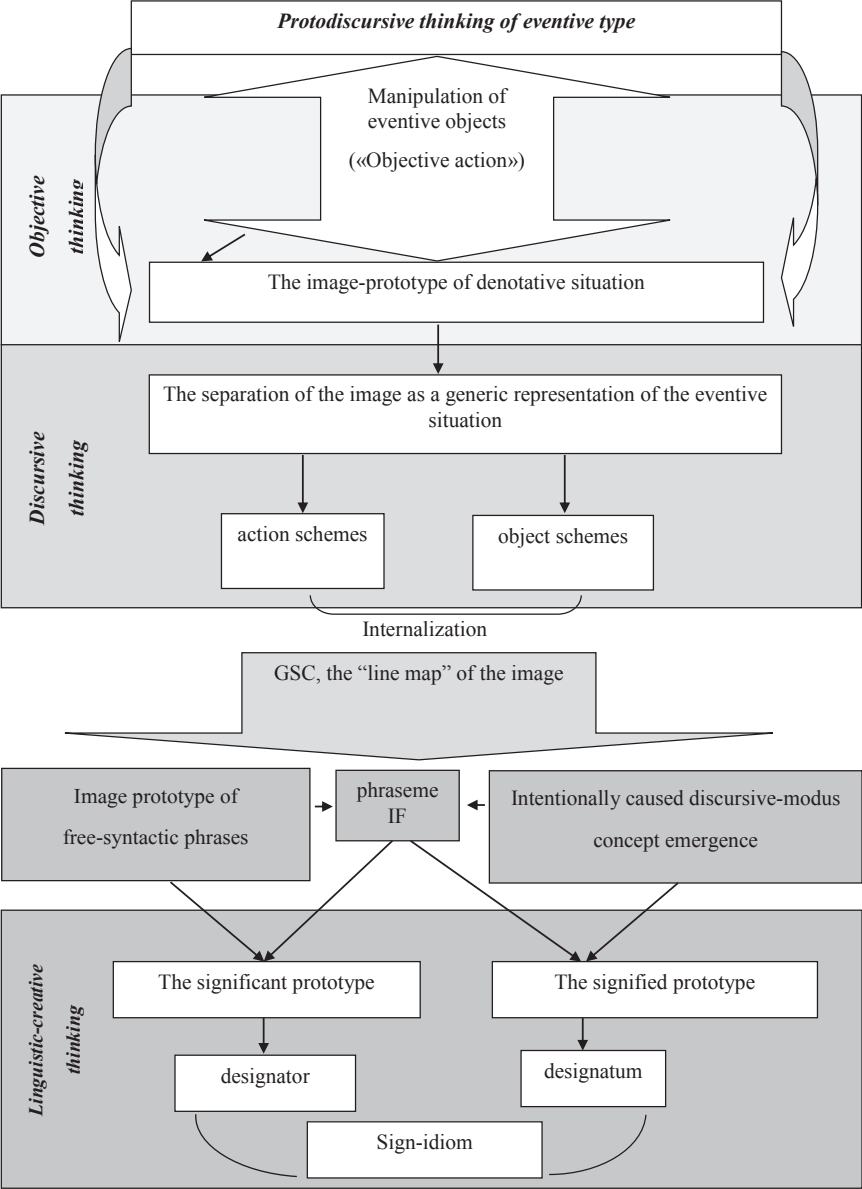 Protodiscursive thinking of eventive type
Manipulation of
eventive objects
(«Objective action»)
Objective
thinking
The image-prototype of denotative situation
The separation of the image as a generic representation of the eventive
situation
Discursive
thinking
action schemes
object schemes
Internalization
GSC, the “line map” of the image
Image prototype of
free-syntactic phrases
phraseme
IF
Intentionally caused discursive-modus
concept emergence
The significant prototype
The signified prototype
Linguistic-creative
thinking
designator
designatum
Sign-idiom